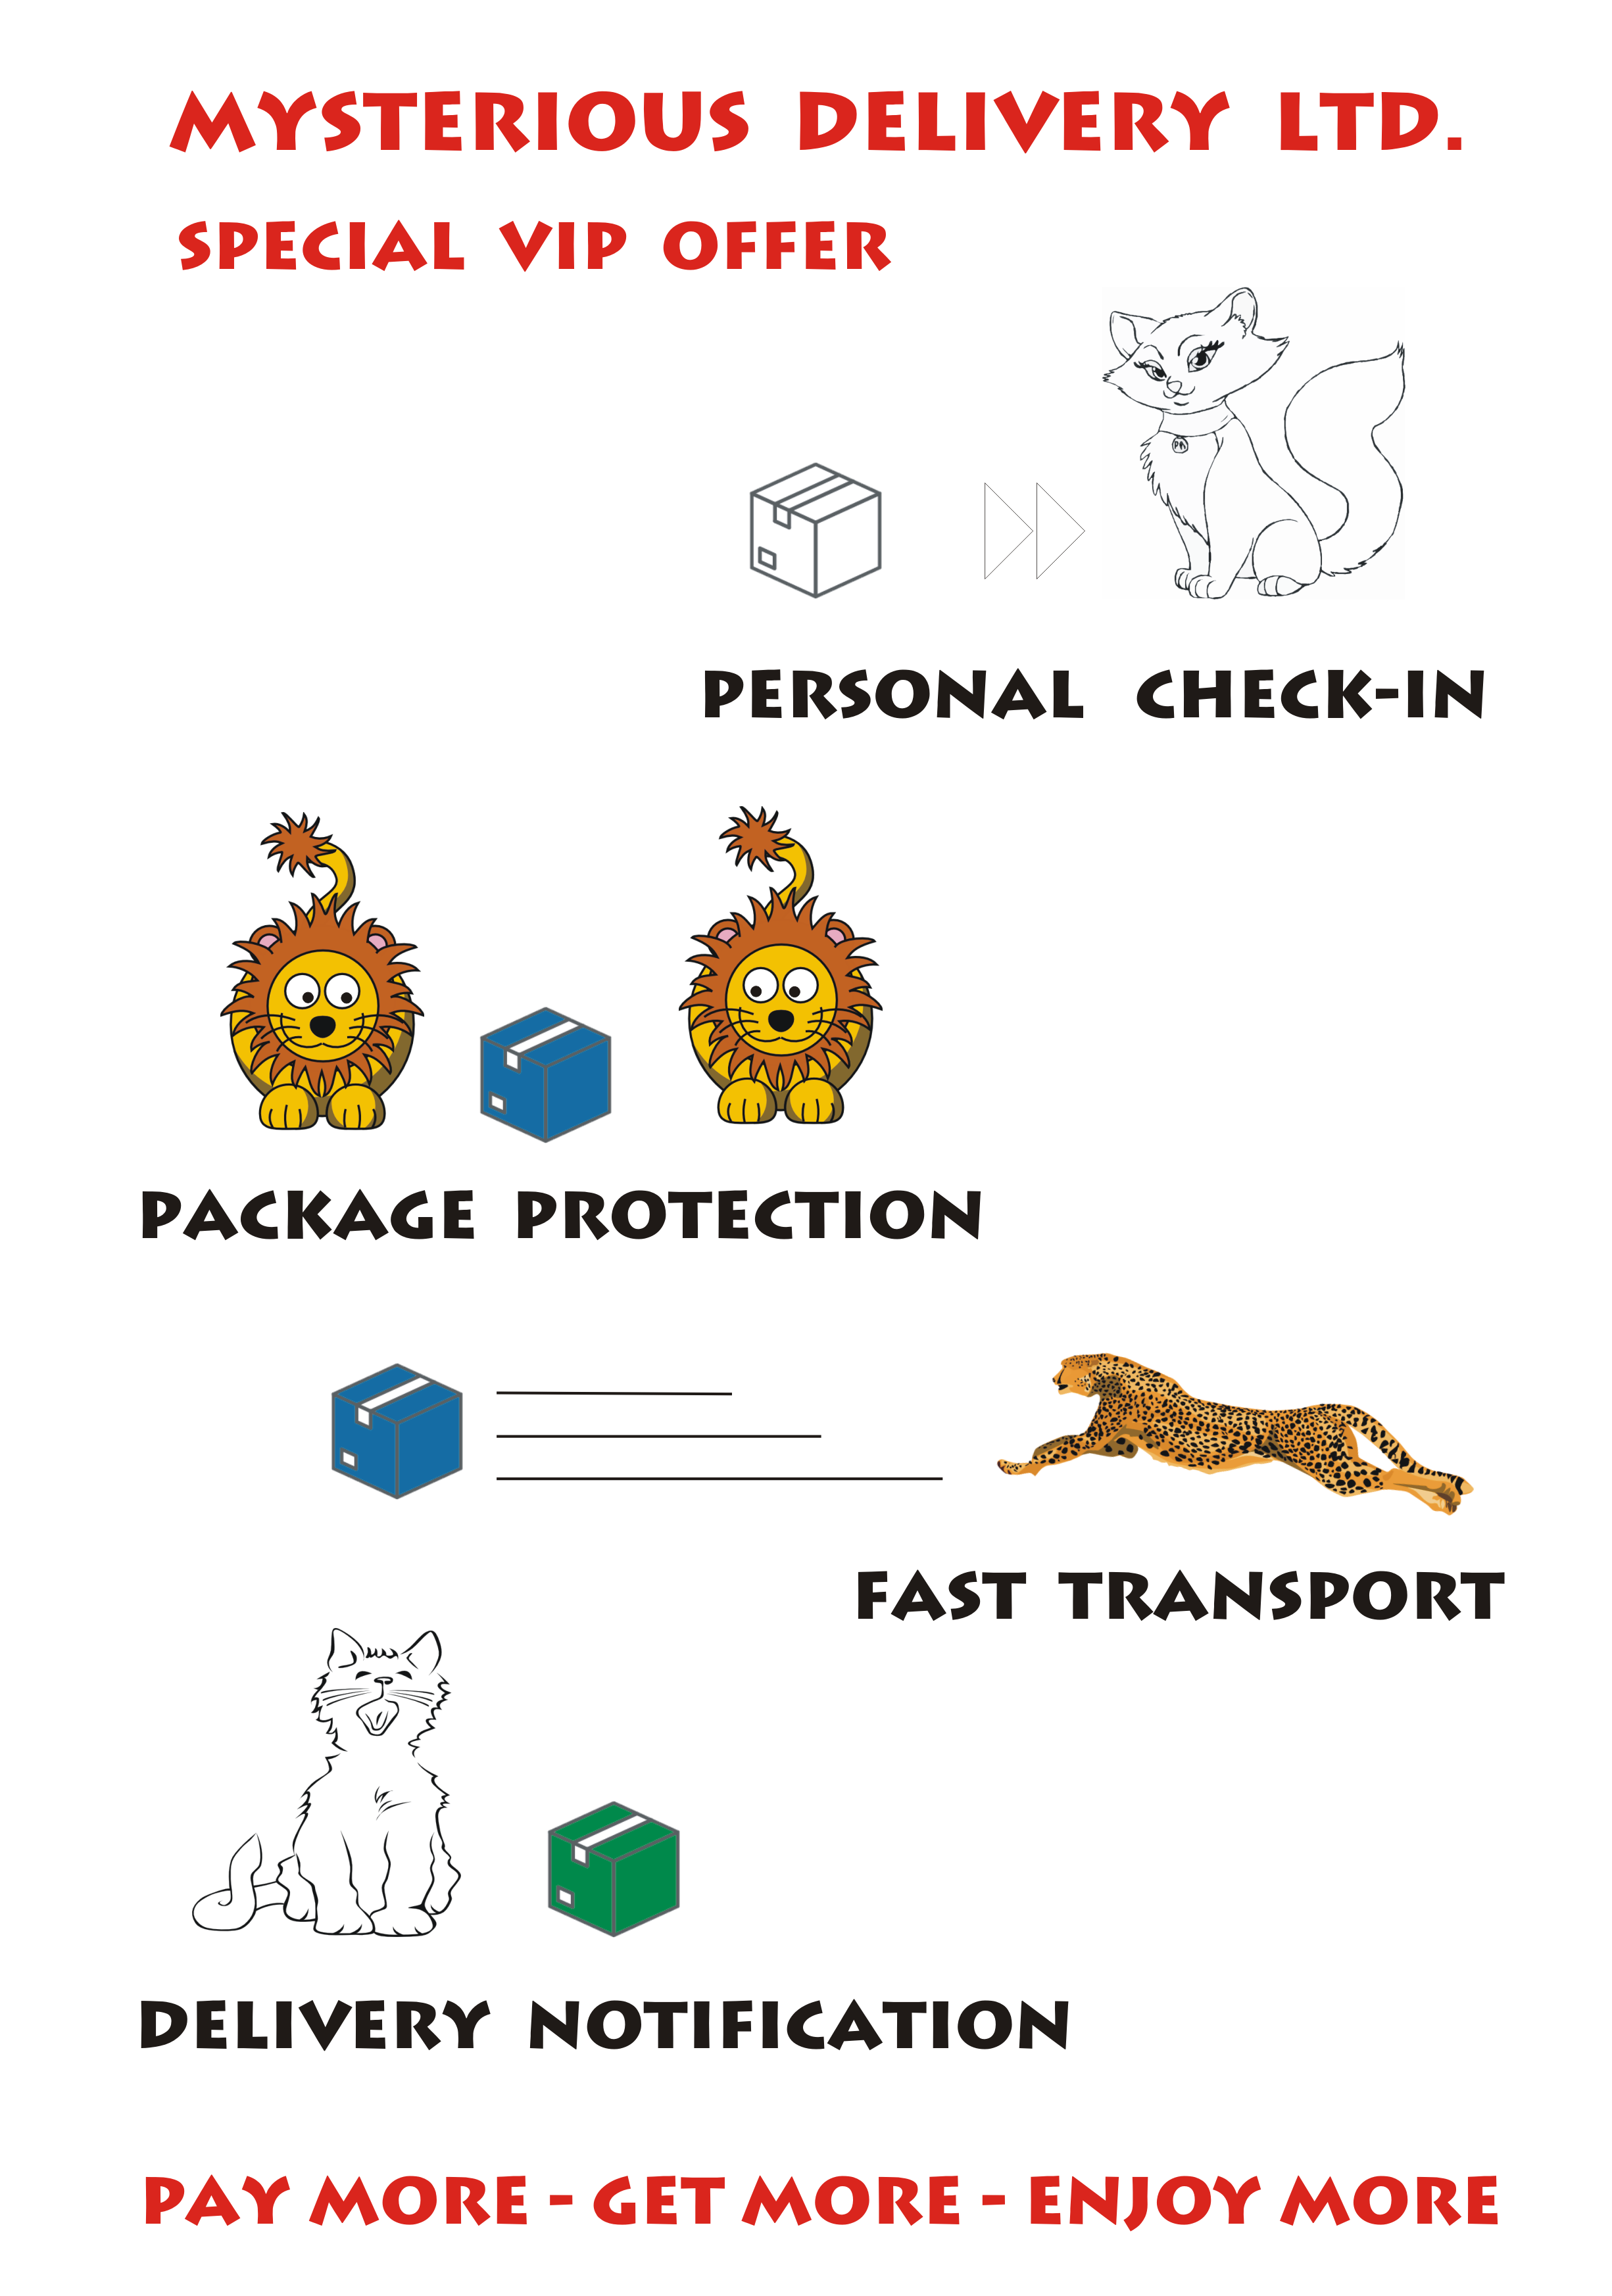 MYSTERIOUS DELIVERY LTD.
SPECIAL VIP OFFER
PERSONAL CHECK-IN
PACKAGE PROTECTION
FAST TRANSPORT
DELIVERY NOTIFICATION
PAY MORE - GET MORE - ENJOY MORE